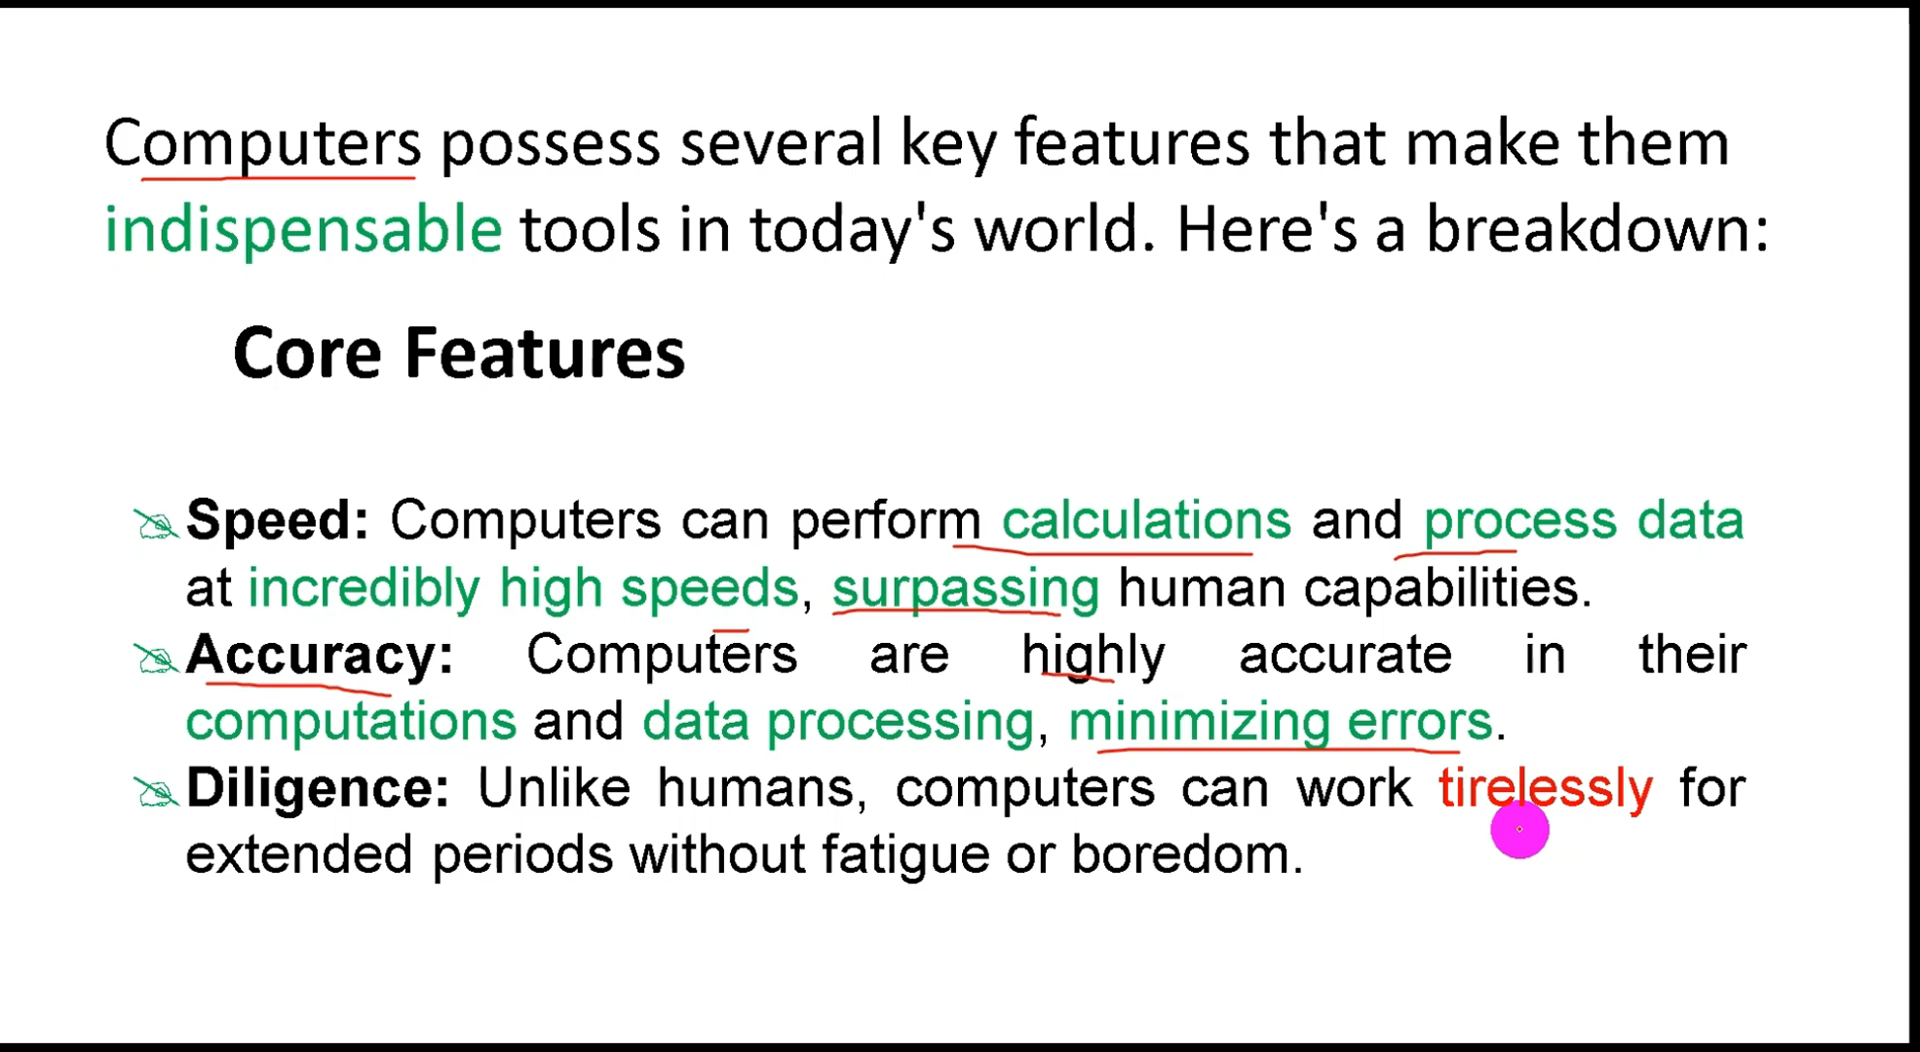 Computers possess several key features that make them
indispensable tools in today's world. Here's a breakdown:
Core Features
Speed: Computers can perform calculations and process data
at incredibly high speeds, surpassing human capabilities.
Accuracy: Computers are highly accurate in their
computations and data processing, minimizing errors.
Diligence: Unlike humans, computers can work tirelessly for
extended periods without fatigue or boredom.